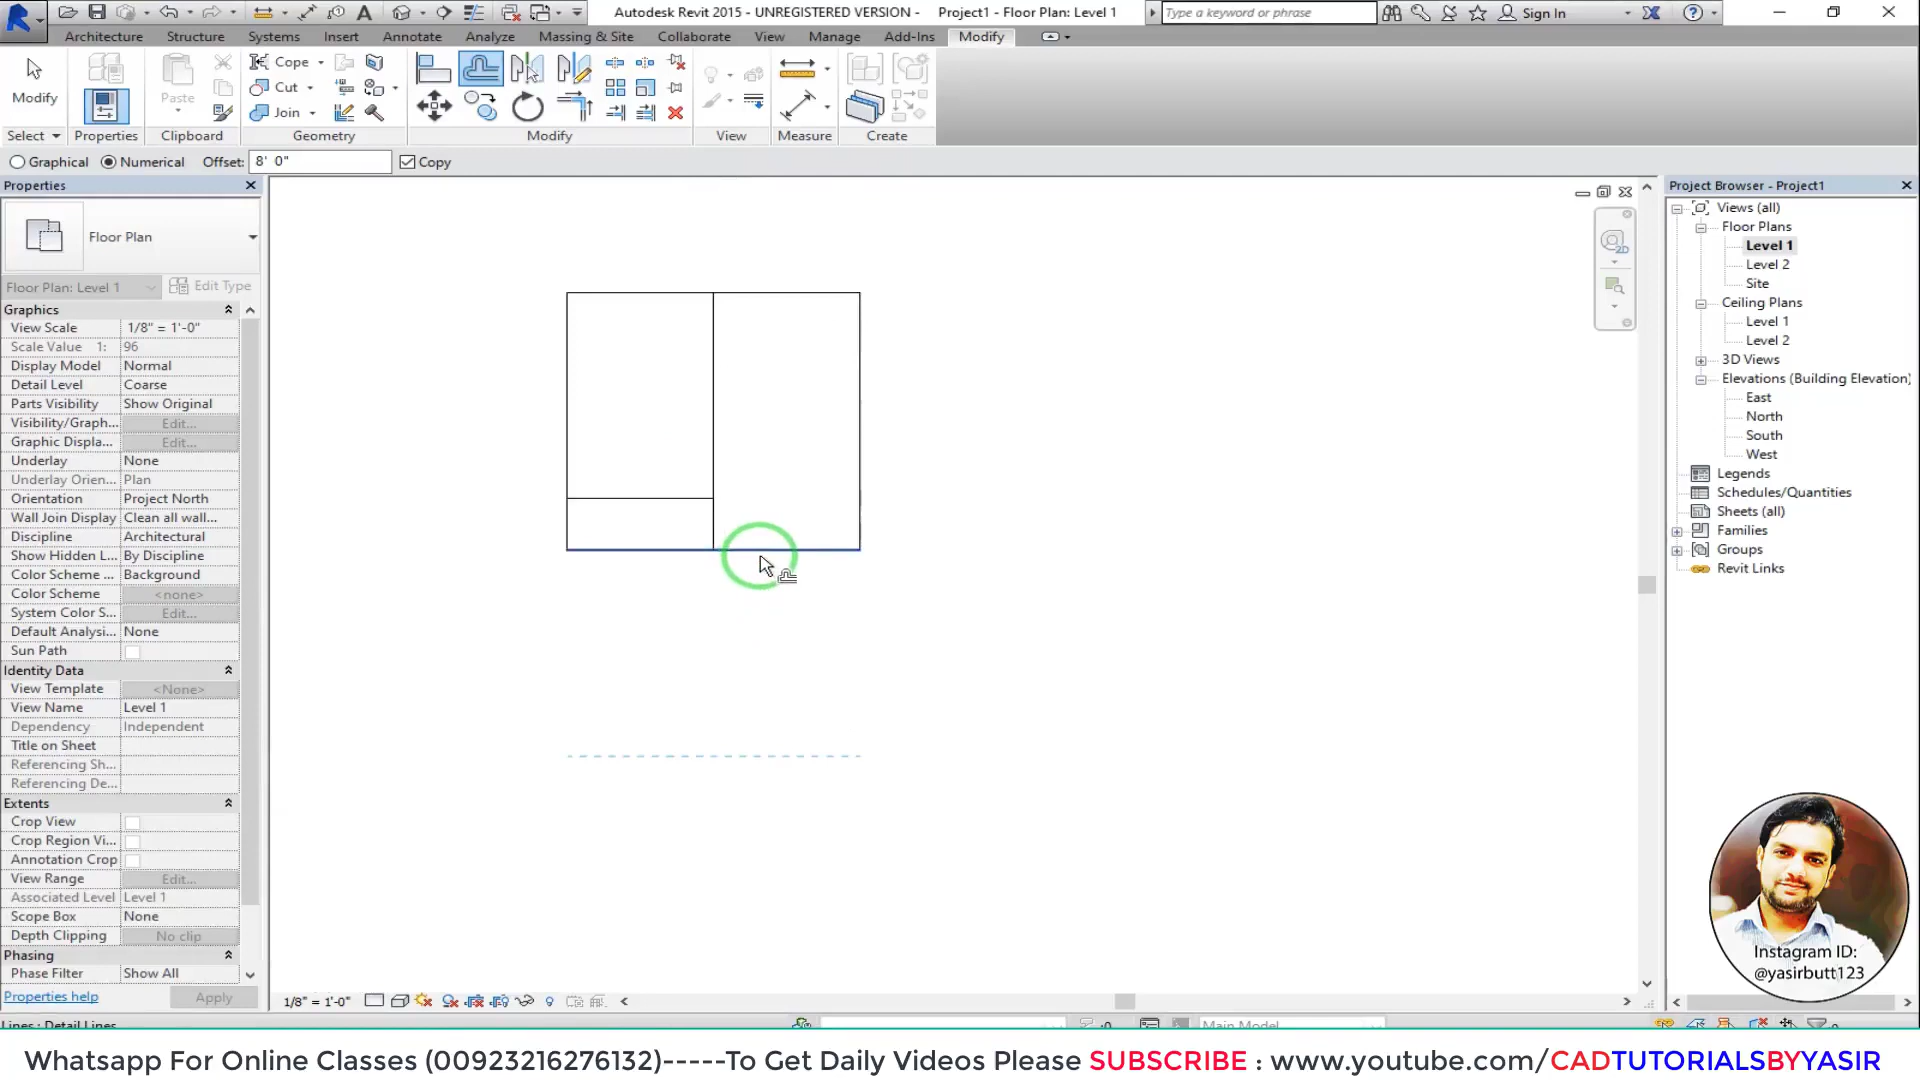 Autodesk Revit 2015 - UNREGISTERED VERSION - Project1 - Floor Plan: Level 1
Type a keyword or phrase
Sign In
Architecture Structure Systems Insert Annotate Analyze Massing & Site Collaborate View Manage Add-Ins Modify
Modify
Paste
Cope
Cut
Join
Select Properties Clipboard Geometry Modify View Measure Create
Graphical Numerical Offset: 8' 0" Copy
Properties
Floor Plan
Floor Plan: Level 1 Edit Type
Graphics
View Scale 1/8" = 1'-0"
Scale Value 1: 96
Display Model Normal
Detail Level Coarse
Parts Visibility Show Original
Visibility/Graph... Edit...
Graphic Displa... Edit...
Underlay None
Underlay Orien... Plan
Orientation Project North
Wall Join Display Clean all wall...
Discipline Architectural
Show Hidden L... By Discipline
Color Scheme ... Background
Color Scheme <none>
System Color S... Edit...
Default Analysi... None
Sun Path
Identity Data
View Template <None>
View Name Level 1
Dependency Independent
Title on Sheet
Referencing Sh...
Referencing De...
Extents
Crop View
Crop Region Vi...
Annotation Crop
View Range Edit...
Associated Level Level 1
Scope Box None
Depth Clipping No clip
Phasing
Phase Filter Show All
Properties help Apply
2D
1/8" = 1'-0"
Project Browser - Project1
Views (all)
Floor Plans
Level 1
Level 2
Site
Ceiling Plans
Level 1
Level 2
3D Views
Elevations (Building Elevation)
East
North
South
West
Legends
Schedules/Quantities
Sheets (all)
Families
Groups
Revit Links
Instagram ID:
@yasirbutt123
Lines : Detail Lines
:0
Main Model
Whatsapp For Online Classes (00923216276132)-----To Get Daily Videos Please SUBSCRIBE : www.youtube.com/CADTUTORIALSBYYASIR